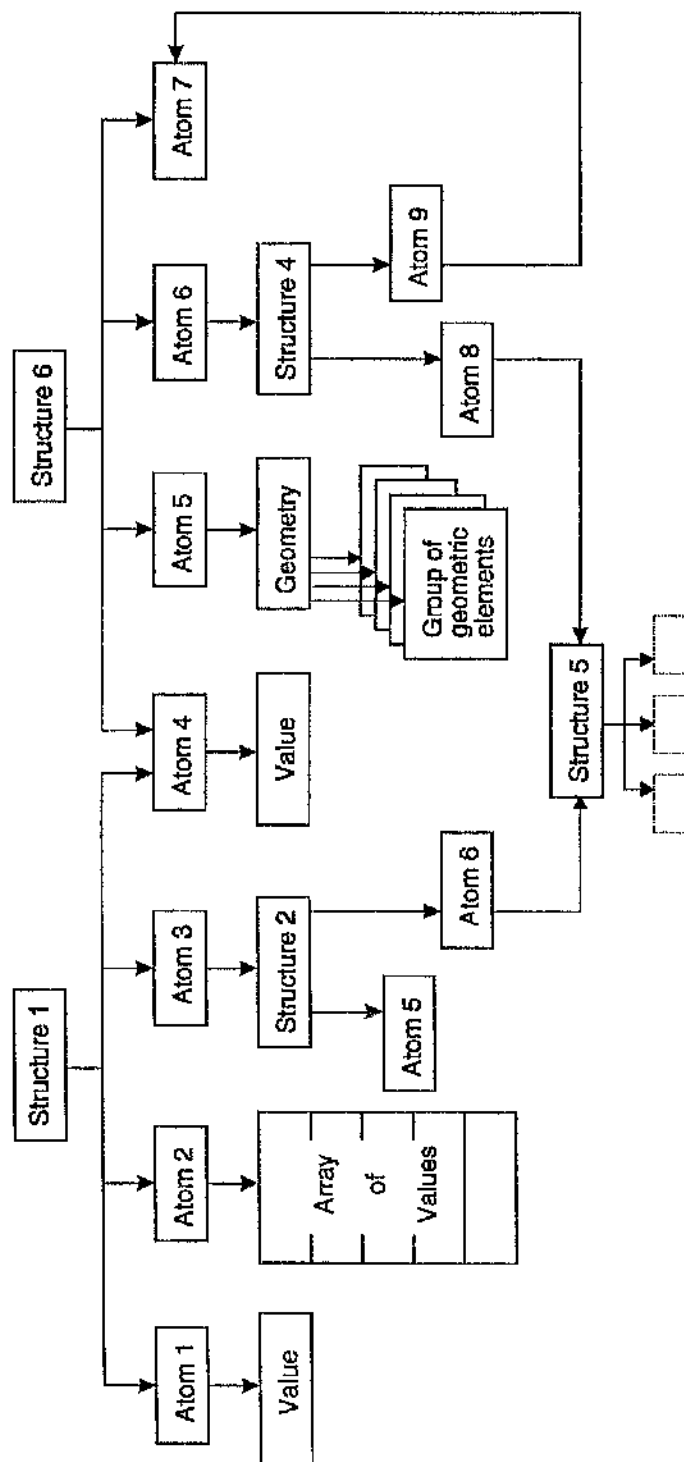 Structure 1
Structure 6
Atom 1
Atom 2
Atom 3
Atom 4
Atom 5
Atom 6
Atom 7
Value
Array
of
Values
Structure 2
Value
Geometry
Structure 4
Atom 5
Atom 6
Group of
geometric
elements
Atom 8
Atom 9
Structure 5